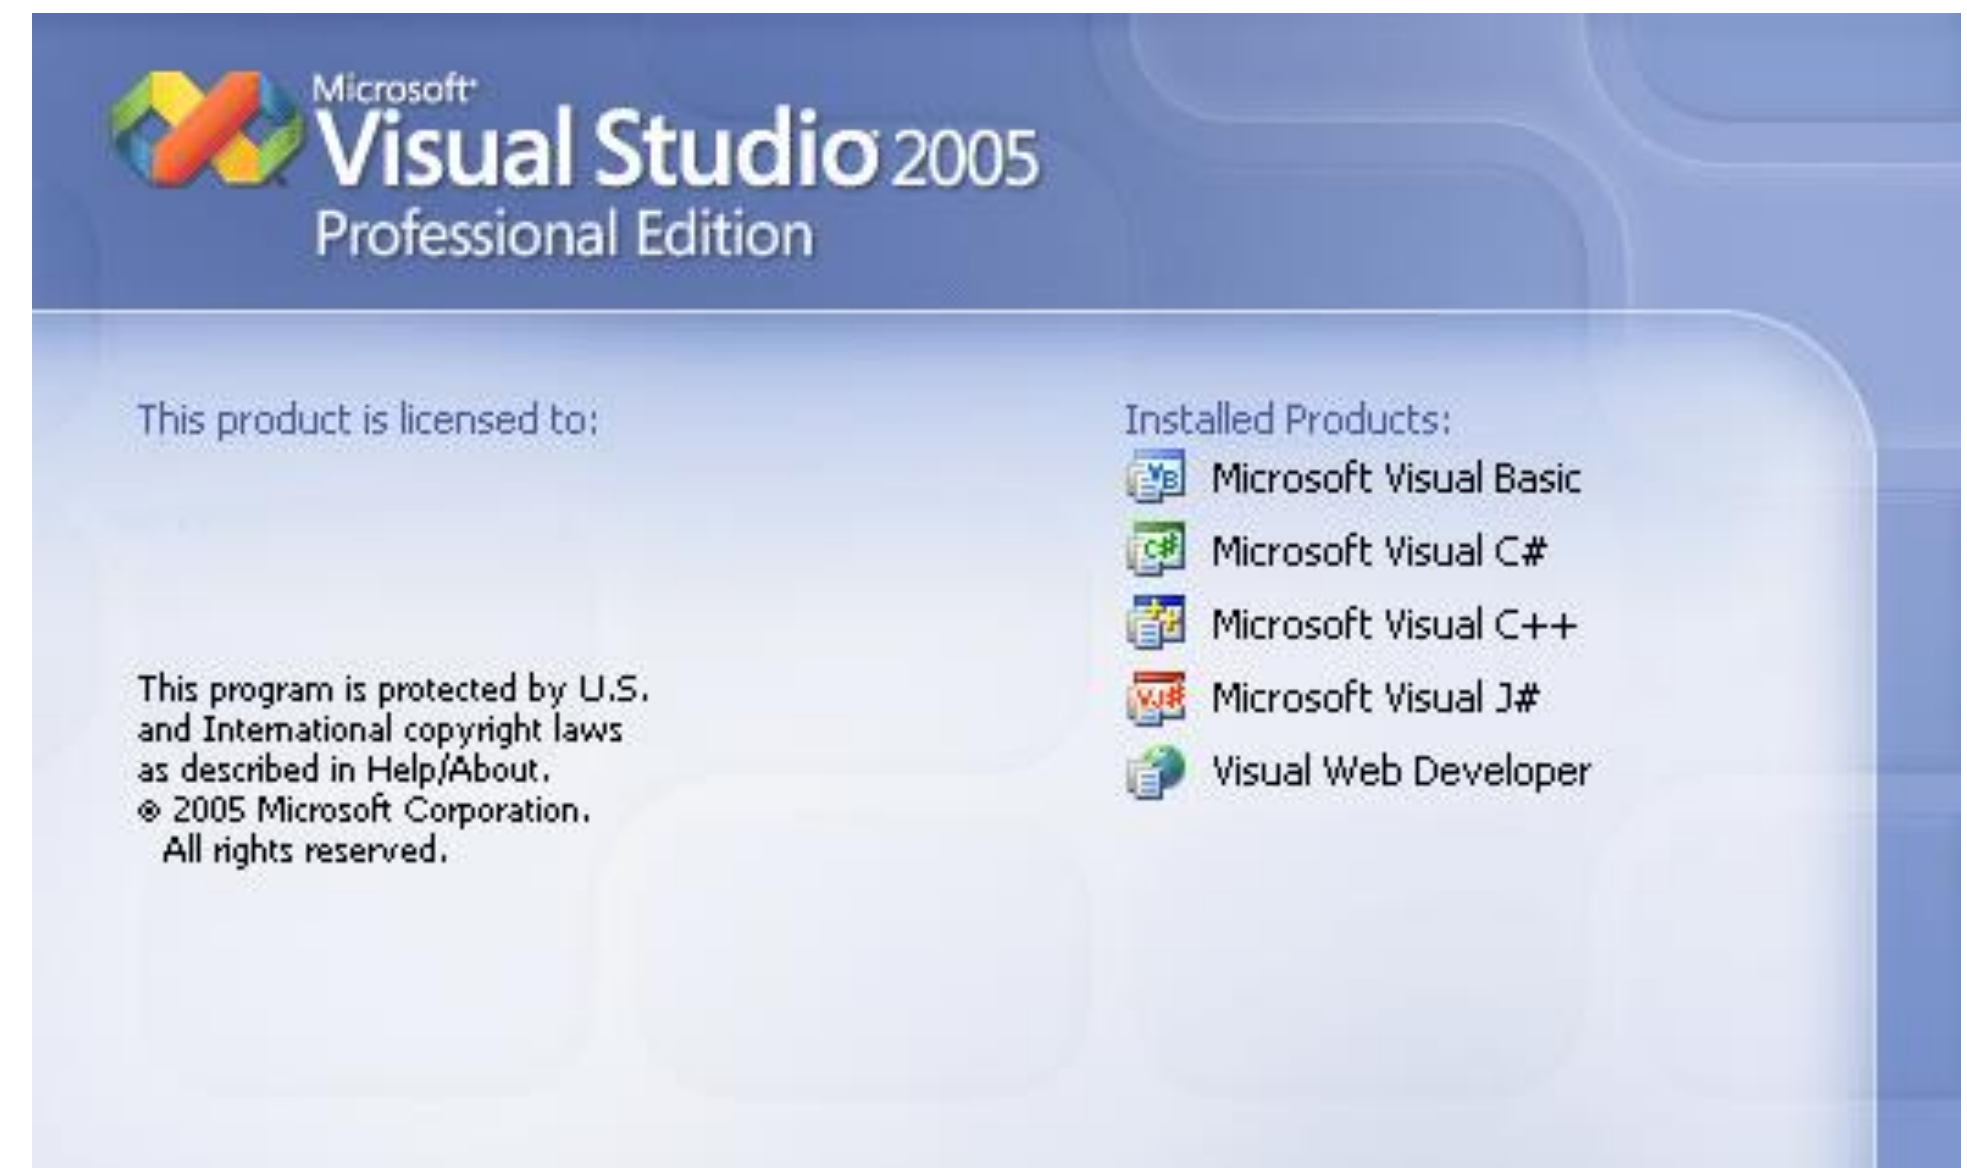 Microsoft
Visual Studio 2005
Professional Edition
This product is licensed to:
This program is protected by U.S.
and International copyright laws
as described in Help/About.
© 2005 Microsoft Corporation.
All rights reserved.
Installed Products:
VB Microsoft Visual Basic
C# Microsoft Visual C#
++ Microsoft Visual C++
VJ# Microsoft Visual J#
Visual Web Developer